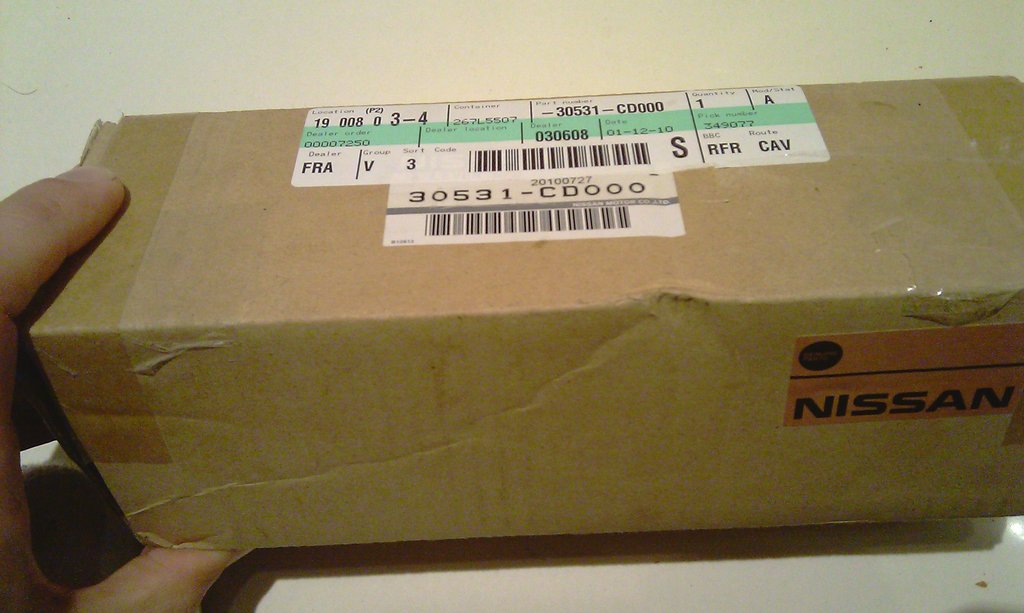 Location (P2) Container Part number Quantity Mod/Stat
19 008 0 3-4 267L5507 -30531-CD000 1 A
Dealer order Dealer location Dealer Date Pick number
00007250 030608 01-12-10 349077
Dealer Group Sort Code BBC Route
FRA V 3 S RFR CAV
20100727
30531-CD000
NISSAN MOTOR CO.,LTD
NISSAN